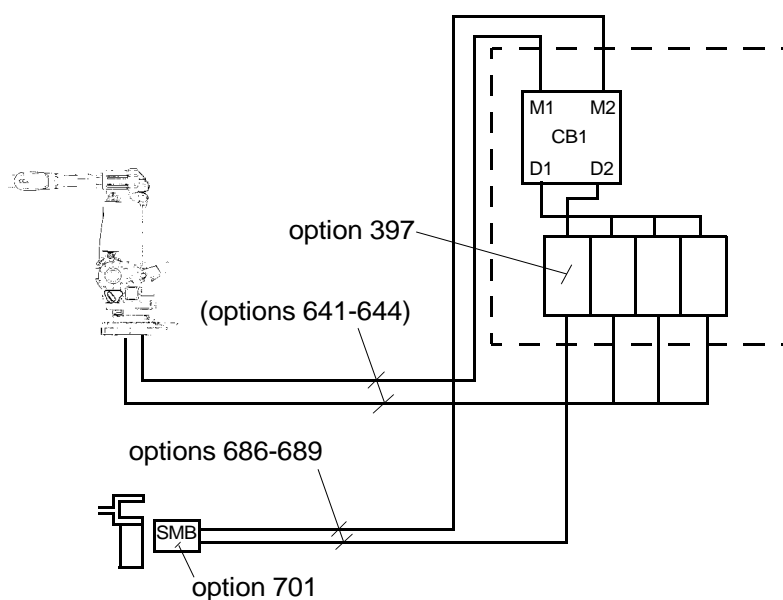 M1 M2
CB1
D1 D2
option 397
(options 641-644)
options 686-689
SMB
option 701